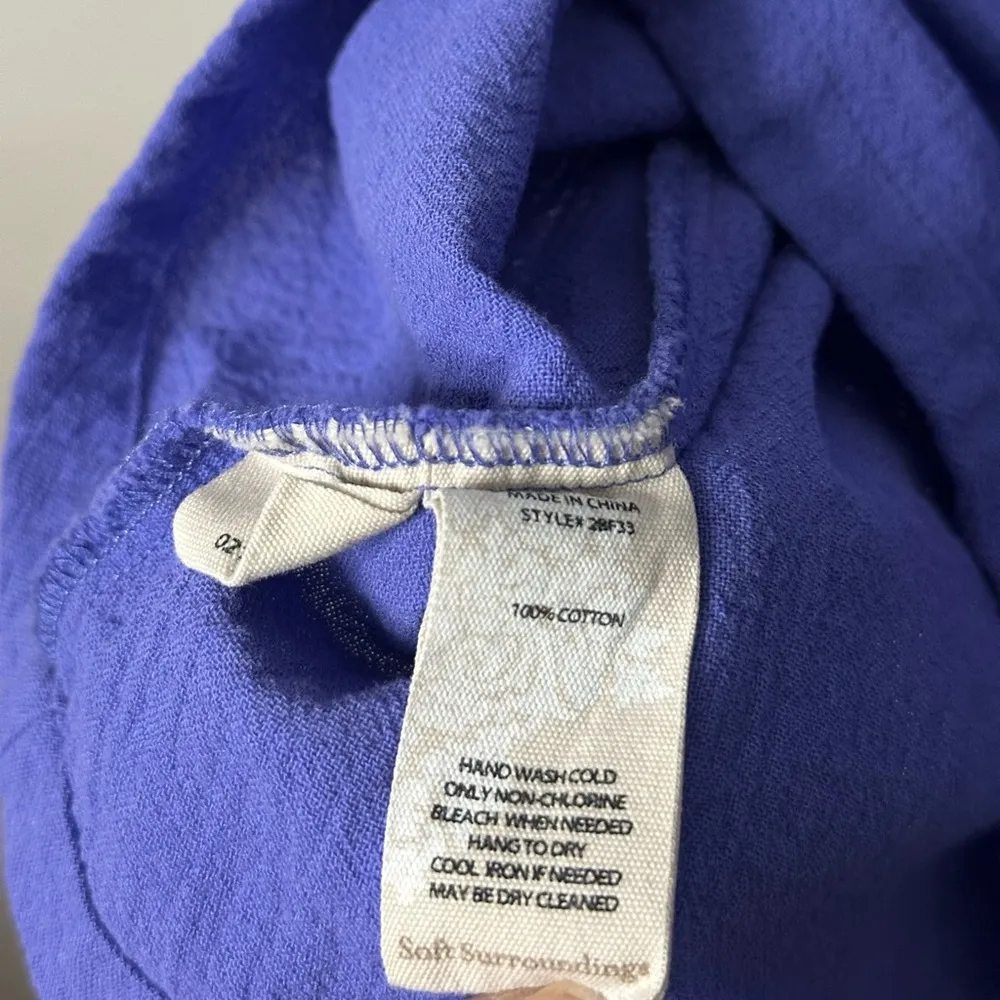 MADE IN CHINA
STYLE# 2BF33
100% COTTON
HAND WASH COLD
ONLY NON-CHLORINE
BLEACH WHEN NEEDED
HANG TO DRY
COOL IRON IF NEEDED
MAY BE DRY CLEANED
Soft Surroundings